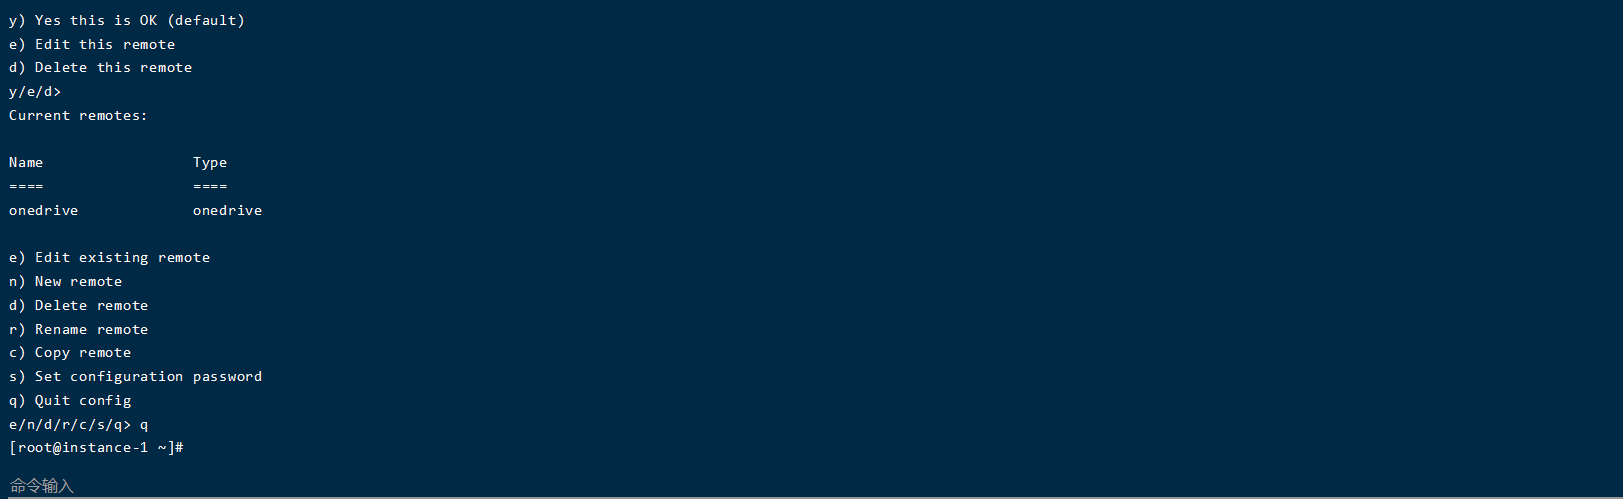 y) Yes this is OK (default)
e) Edit this remote
d) Delete this remote
y/e/d>
Current remotes:
Name                 Type
====                 ====
onedrive             onedrive
e) Edit existing remote
n) New remote
d) Delete remote
r) Rename remote
c) Copy remote
s) Set configuration password
q) Quit config
e/n/d/r/c/s/q> q
[root@instance-1 ~]#
命令输入